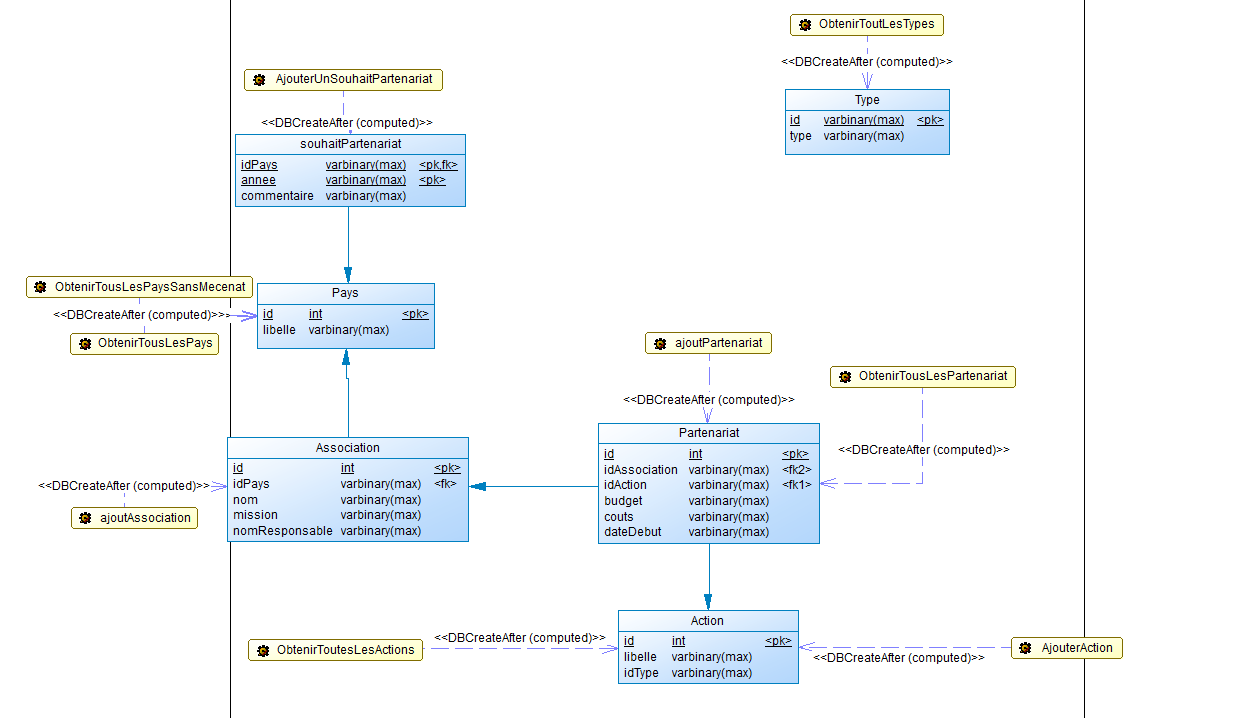 ObtenirToutLesTypes
<<DBCreateAfter (computed)>>
Type
id varbinary(max) <pk>
type varbinary(max)
AjouterUnSouhaitPartenariat
<<DBCreateAfter (computed)>>
souhaitPartenariat
idPays varbinary(max) <pk,fk>
annee varbinary(max) <pk>
commentaire varbinary(max)
ObtenirTousLesPaysSansMecenat
<<DBCreateAfter (computed)>>
ObtenirTousLesPays
Pays
id int <pk>
libelle varbinary(max)
ajoutPartenariat
<<DBCreateAfter (computed)>>
ObtenirTousLesPartenariat
<<DBCreateAfter (computed)>>
Partenariat
id int <pk>
idAssociation varbinary(max) <fk2>
idAction varbinary(max) <fk1>
budget varbinary(max)
couts varbinary(max)
dateDebut varbinary(max)
Association
id int <pk>
idPays varbinary(max) <fk>
nom varbinary(max)
mission varbinary(max)
nomResponsable varbinary(max)
<<DBCreateAfter (computed)>>
ajoutAssociation
Action
id int <pk>
libelle varbinary(max)
idType varbinary(max)
<<DBCreateAfter (computed)>>
ObtenirToutesLesActions
AjouterAction
<<DBCreateAfter (computed)>>